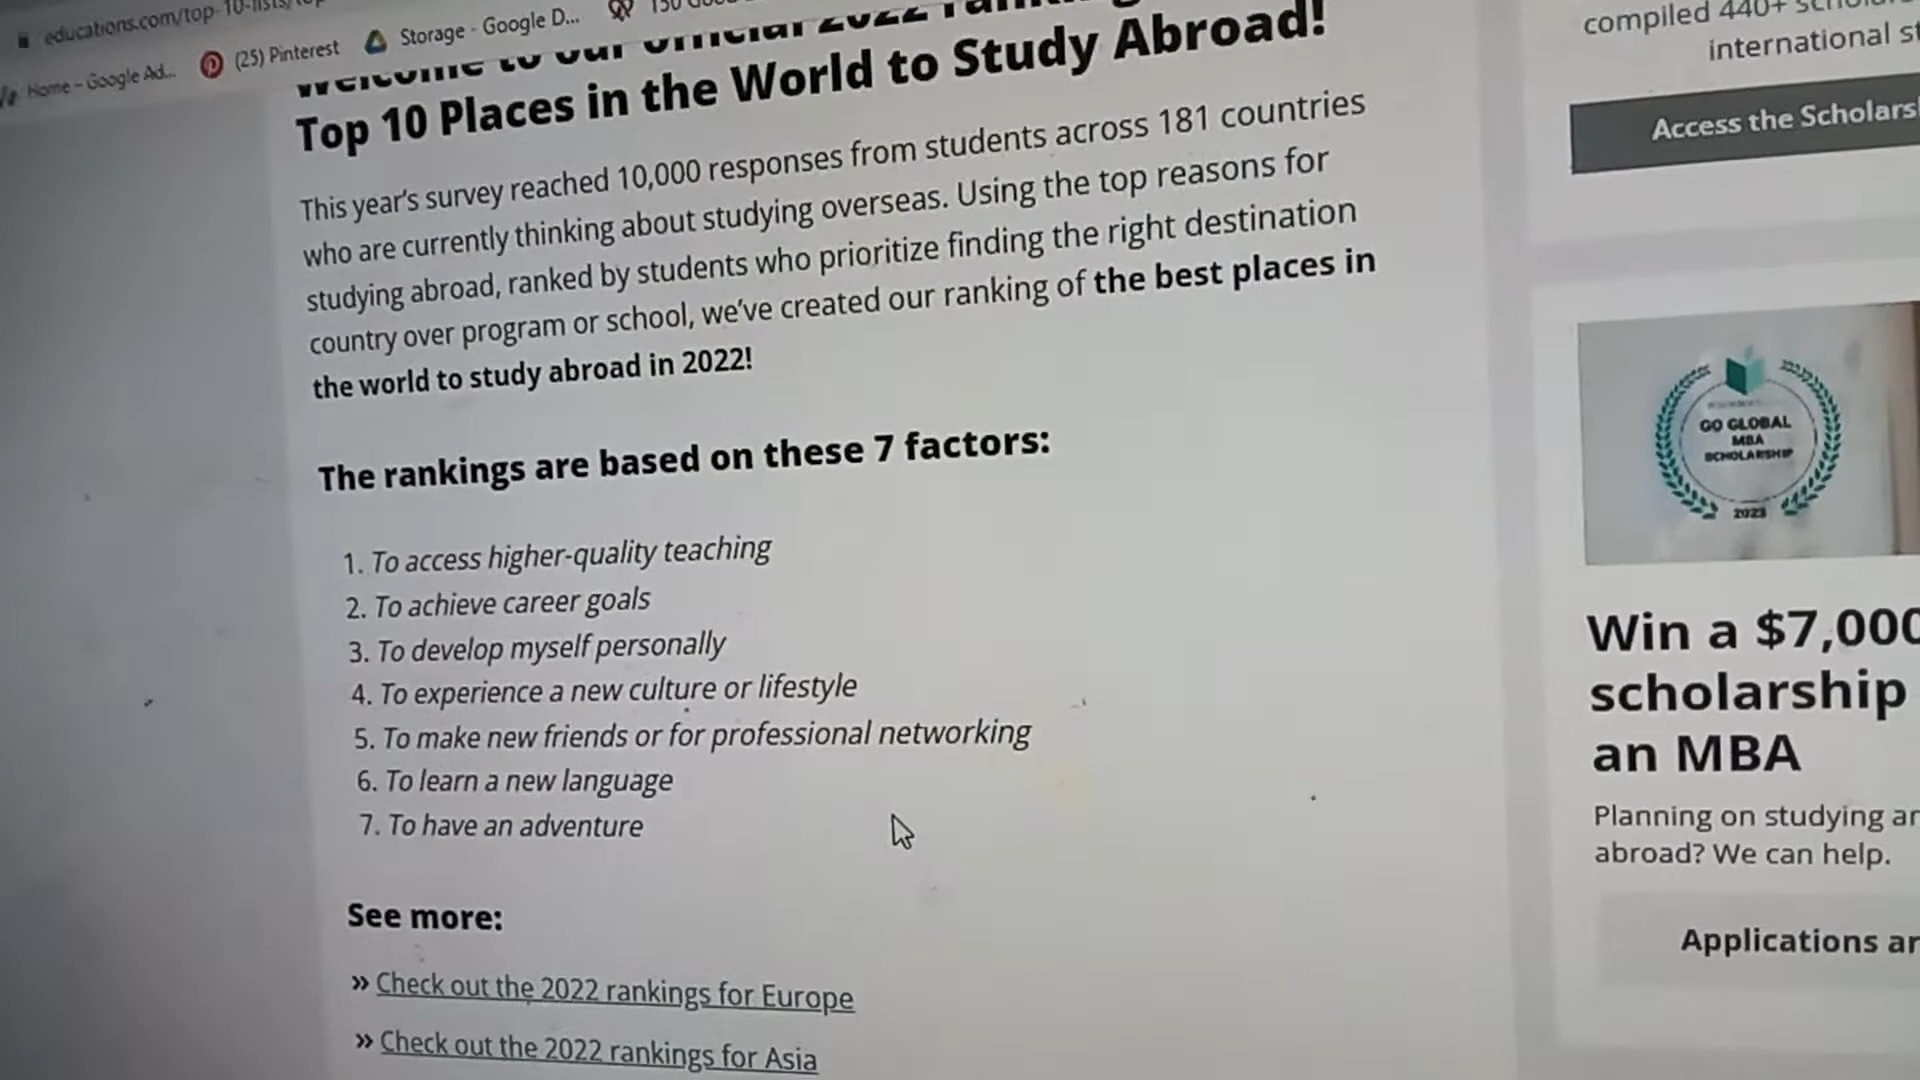 educations.com/top-10-lists/
Home – Google Ad...
(25) Pinterest
Storage - Google D...
150
Welcome to our official 2022
Top 10 Places in the World to Study Abroad!
This year's survey reached 10,000 responses from students across 181 countries
who are currently thinking about studying overseas. Using the top reasons for
studying abroad, ranked by students who prioritize finding the right destination
country over program or school, we've created our ranking of the best places in
the world to study abroad in 2022!
The rankings are based on these 7 factors:
1. To access higher-quality teaching
2. To achieve career goals
3. To develop myself personally
4. To experience a new culture or lifestyle
5. To make new friends or for professional networking
6. To learn a new language
7. To have an adventure
See more:
» Check out the 2022 rankings for Europe
» Check out the 2022 rankings for Asia
compiled 440+
international
Access the
GO GLOBAL
MBA
SCHOLARSHIP
2023
Win a $7,000
scholarship
an MBA
Planning on studying
abroad? We can help.
Applications